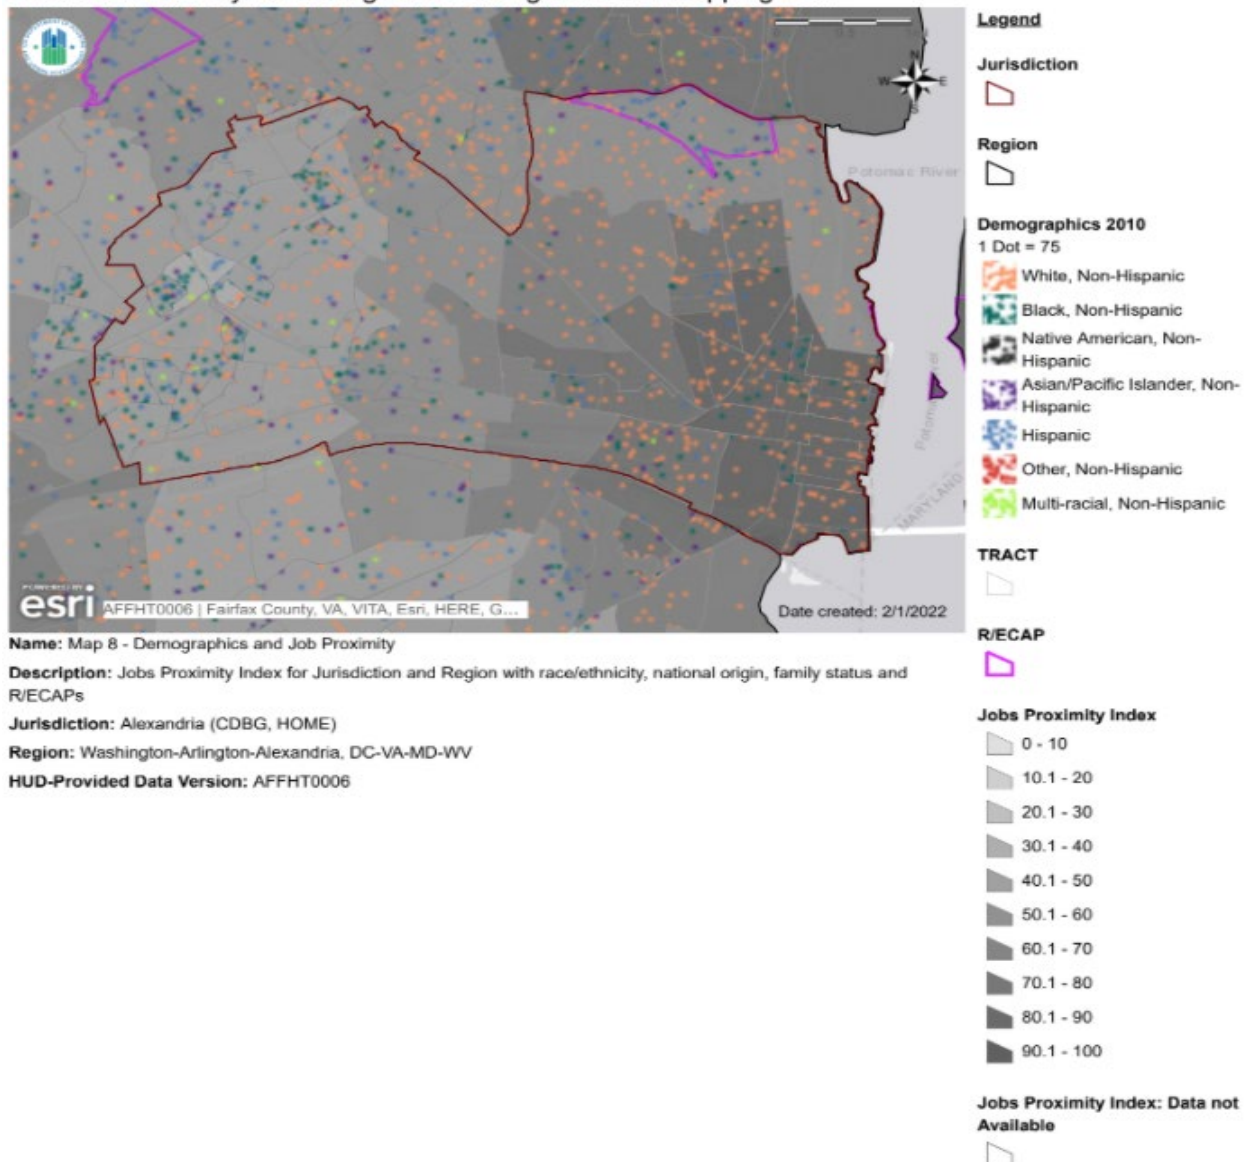 N
W E
S
Potomac River
MARYLAND
POWERED BY
esri
AFFHT0006 | Fairfax County, VA, VITA, Esri, HERE, G...
Date created: 2/1/2022
Name: Map 8 - Demographics and Job Proximity
Description: Jobs Proximity Index for Jurisdiction and Region with race/ethnicity, national origin, family status and
R/ECAPs
Jurisdiction: Alexandria (CDBG, HOME)
Region: Washington-Arlington-Alexandria, DC-VA-MD-WV
HUD-Provided Data Version: AFFHT0006
Legend
Jurisdiction
Region
Demographics 2010
1 Dot = 75
White, Non-Hispanic
Black, Non-Hispanic
Native American, Non-
Hispanic
Asian/Pacific Islander, Non-
Hispanic
Hispanic
Other, Non-Hispanic
Multi-racial, Non-Hispanic
TRACT
R/ECAP
Jobs Proximity Index
0 - 10
10.1 - 20
20.1 - 30
30.1 - 40
40.1 - 50
50.1 - 60
60.1 - 70
70.1 - 80
80.1 - 90
90.1 - 100
Jobs Proximity Index: Data not
Available